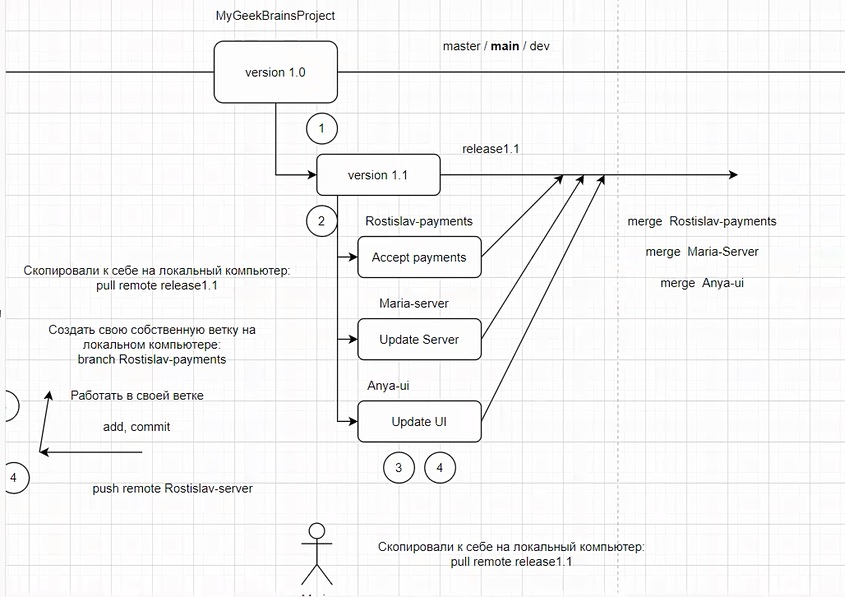 MyGeekBrainsProject
master / main / dev
version 1.0
1
release1.1
version 1.1
2
Rostislav-payments
merge Rostislav-payments
Accept payments
merge Maria-Server
Скопировали к себе на локальный компьютер:
pull remote release1.1
merge Anya-ui
Maria-server
Создать свою собственную ветку на
локальном компьютере:
branch Rostislav-payments
Update Server
Anya-ui
Работать в своей ветке
add, commit
Update UI
3
4
4
push remote Rostislav-server
Скопировали к себе на локальный компьютер:
pull remote release1.1